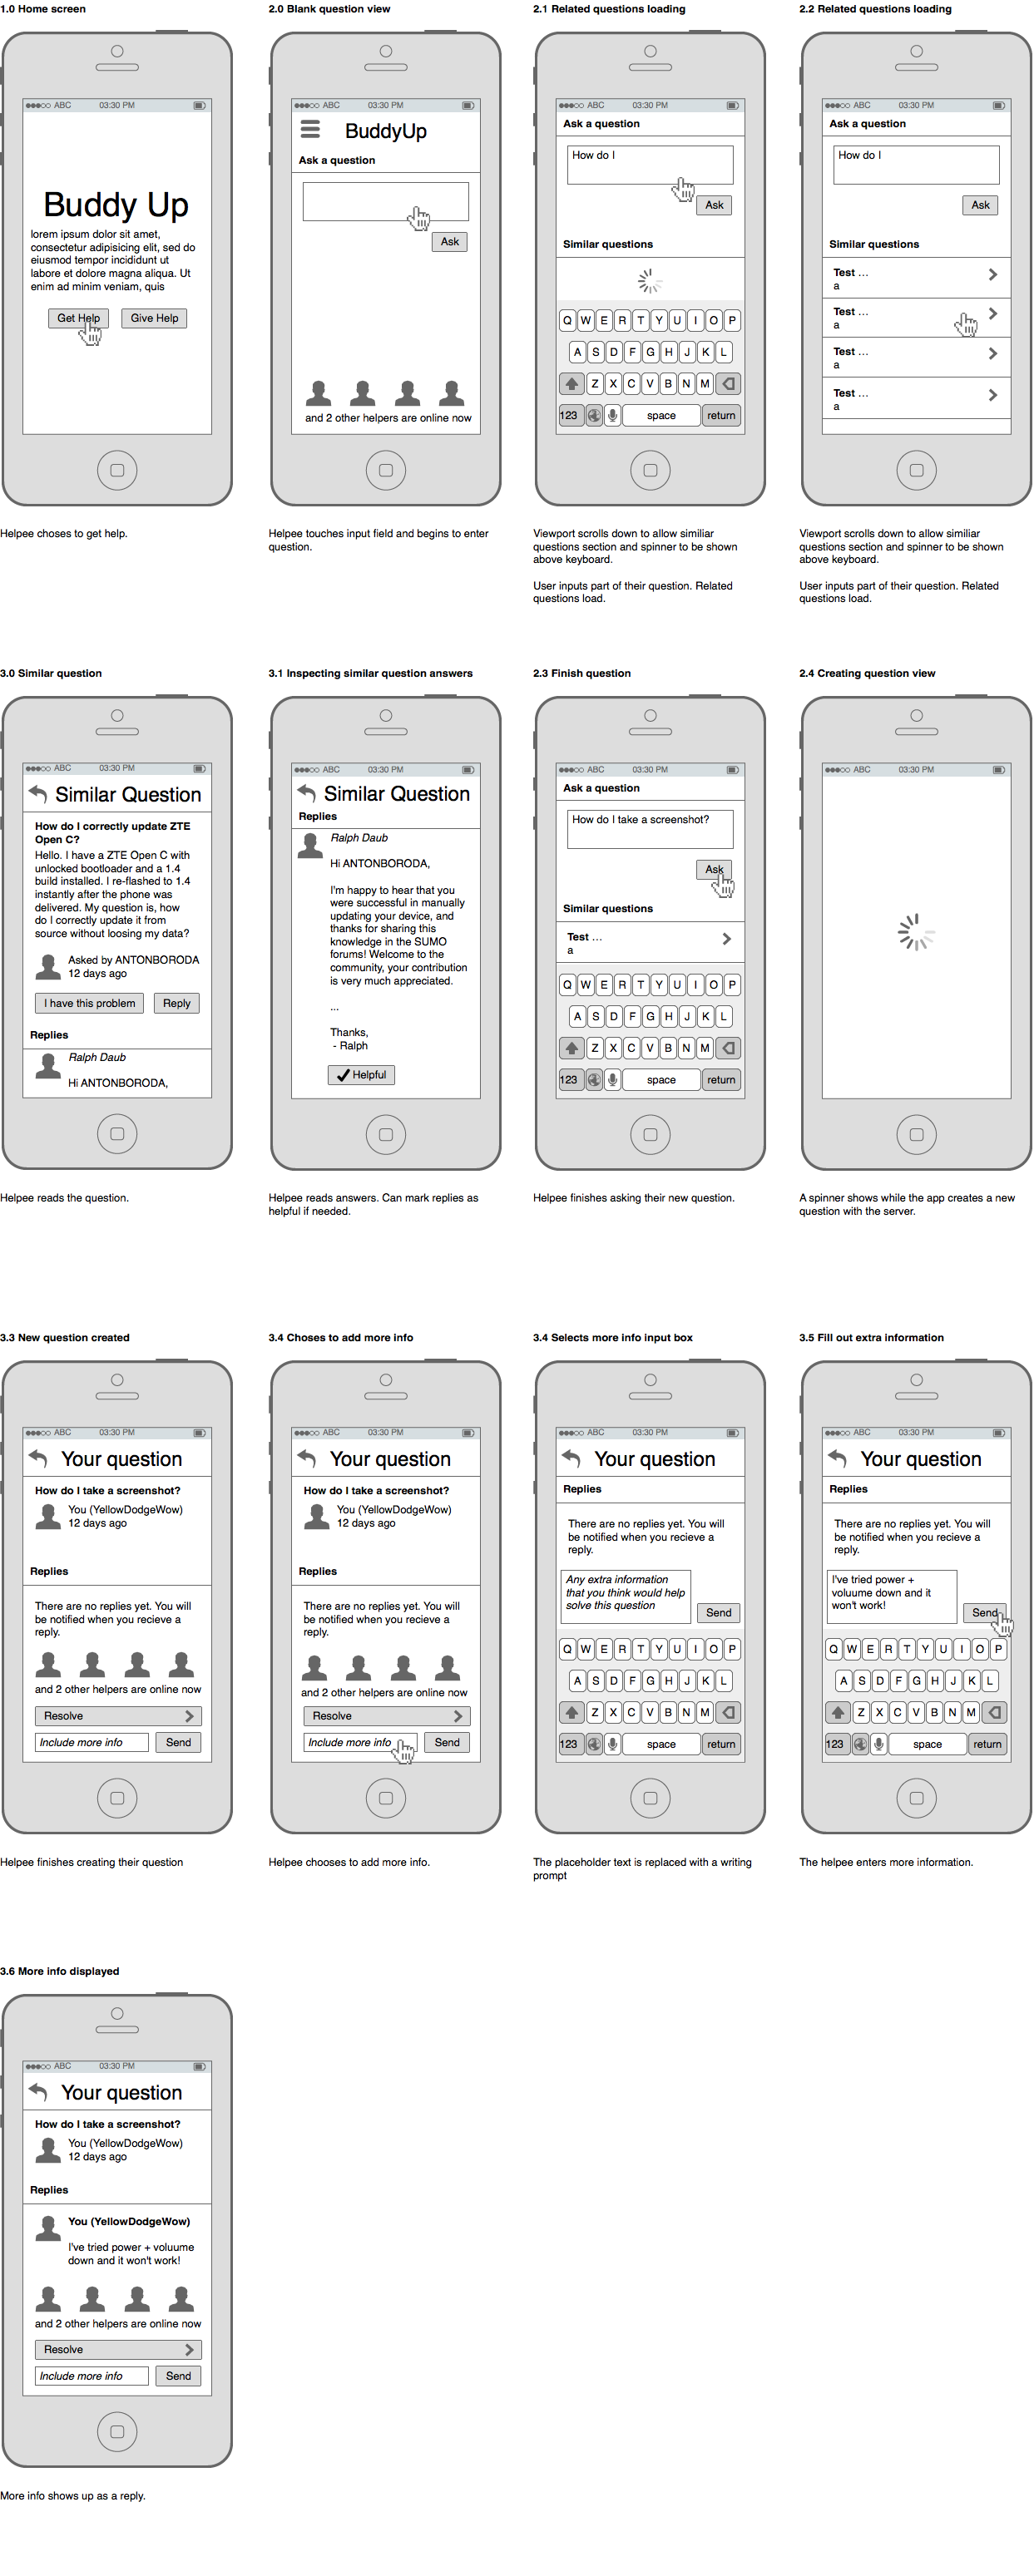 1.0 Home screen
●●●○○ ABC 03:30 PM
Buddy Up
lorem ipsum dolor sit amet,
consectetur adipisicing elit, sed do
eiusmod tempor incididunt ut
labore et dolore magna aliqua. Ut
enim ad minim veniam, quis
Get Help Give Help
Helpee choses to get help.
2.0 Blank question view
●●●○○ ABC 03:30 PM
BuddyUp
Ask a question
Ask
and 2 other helpers are online now
Helpee touches input field and begins to enter
question.
2.1 Related questions loading
●●●○○ ABC 03:30 PM
Ask a question
How do I
Ask
Similar questions
Q W E R T Y U I O P
A S D F G H J K L
Z X C V B N M
123 space return
Viewport scrolls down to allow similiar
questions section and spinner to be shown
above keyboard.
User inputs part of their question. Related
questions load.
2.2 Related questions loading
●●●○○ ABC 03:30 PM
Ask a question
How do I
Ask
Similar questions
Test ...
a
Test ...
a
Test ...
a
Test ...
a
Viewport scrolls down to allow similiar
questions section and spinner to be shown
above keyboard.
User inputs part of their question. Related
questions load.
3.0 Similar question
●●●○○ ABC 03:30 PM
Similar Question
How do I correctly update ZTE
Open C?
Hello. I have a ZTE Open C with
unlocked bootloader and a 1.4
build installed. I re-flashed to 1.4
instantly after the phone was
delivered. My question is, how
do I correctly update it from
source without loosing my data?
Asked by ANTONBORODA
12 days ago
I have this problem Reply
Replies
Ralph Daub
Hi ANTONBORODA,
Helpee reads the question.
3.1 Inspecting similar question answers
●●●○○ ABC 03:30 PM
Similar Question
Replies
Ralph Daub
Hi ANTONBORODA,
I'm happy to hear that you
were successful in manually
updating your device, and
thanks for sharing this
knowledge in the SUMO
forums! Welcome to the
community, your contribution
is very much appreciated.
...
Thanks,
- Ralph
Helpful
Helpee reads answers. Can mark replies as
helpful if needed.
2.3 Finish question
●●●○○ ABC 03:30 PM
Ask a question
How do I take a screenshot?
Ask
Similar questions
Test ...
a
Q W E R T Y U I O P
A S D F G H J K L
Z X C V B N M
123 space return
Helpee finishes asking their new question.
2.4 Creating question view
●●●○○ ABC 03:30 PM
A spinner shows while the app creates a new
question with the server.
3.3 New question created
●●●○○ ABC 03:30 PM
Your question
How do I take a screenshot?
You (YellowDodgeWow)
12 days ago
Replies
There are no replies yet. You will
be notified when you recieve a
reply.
and 2 other helpers are online now
Resolve
Include more info Send
Helpee finishes creating their question
3.4 Choses to add more info
●●●○○ ABC 03:30 PM
Your question
How do I take a screenshot?
You (YellowDodgeWow)
12 days ago
Replies
There are no replies yet. You will
be notified when you recieve a
reply.
and 2 other helpers are online now
Resolve
Include more info Send
Helpee chooses to add more info.
3.4 Selects more info input box
●●●○○ ABC 03:30 PM
Your question
Replies
There are no replies yet. You will
be notified when you recieve a
reply.
Any extra information
that you think would help
solve this question
Send
Q W E R T Y U I O P
A S D F G H J K L
Z X C V B N M
123 space return
The placeholder text is replaced with a writing
prompt
3.5 Fill out extra information
●●●○○ ABC 03:30 PM
Your question
Replies
There are no replies yet. You will
be notified when you recieve a
reply.
I've tried power +
voluume down and it
won't work!
Send
Q W E R T Y U I O P
A S D F G H J K L
Z X C V B N M
123 space return
The helpee enters more information.
3.6 More info displayed
●●●○○ ABC 03:30 PM
Your question
How do I take a screenshot?
You (YellowDodgeWow)
12 days ago
Replies
You (YellowDodgeWow)
I've tried power + voluume
down and it won't work!
and 2 other helpers are online now
Resolve
Include more info Send
More info shows up as a reply.